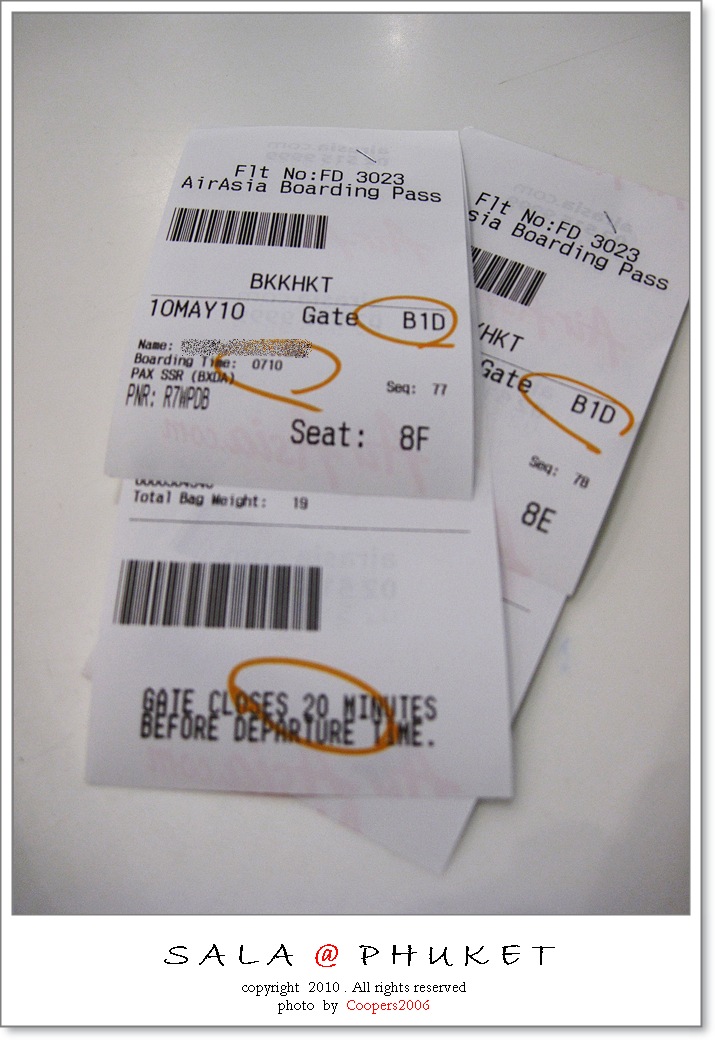 Flt No:FD 3023
AirAsia Boarding Pass
BKKHKT
10MAY10 Gate B1D
Name:
Boarding Time: 0710
PAX SSR (BXDA)
Seq: 77
PNR: R7WPDB
Seat: 8F
Total Bag Weight: 19
GATE CLOSES 20 MINUTES
BEFORE DEPARTURE TIME.
Flt No:FD 3023
sia Boarding Pass
KHKT
Gate B1D
Seq: 78
8E
SALA @ PHUKET
copyright 2010 . All rights reserved
photo by Coopers2006